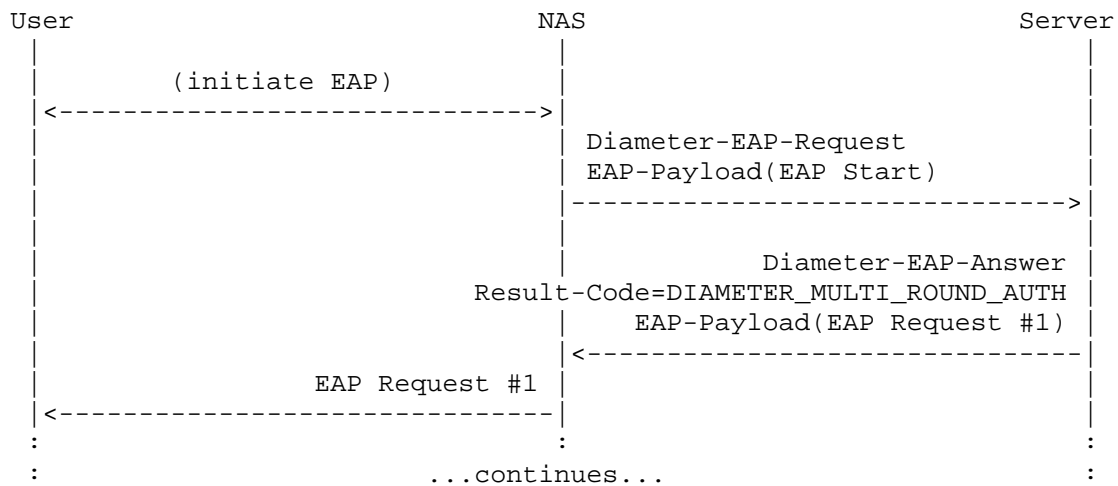 User NAS Server
(initiate EAP)
Diameter-EAP-Request
EAP-Payload(EAP Start)
Diameter-EAP-Answer
Result-Code=DIAMETER_MULTI_ROUND_AUTH
EAP-Payload(EAP Request #1)
EAP Request #1
...continues...